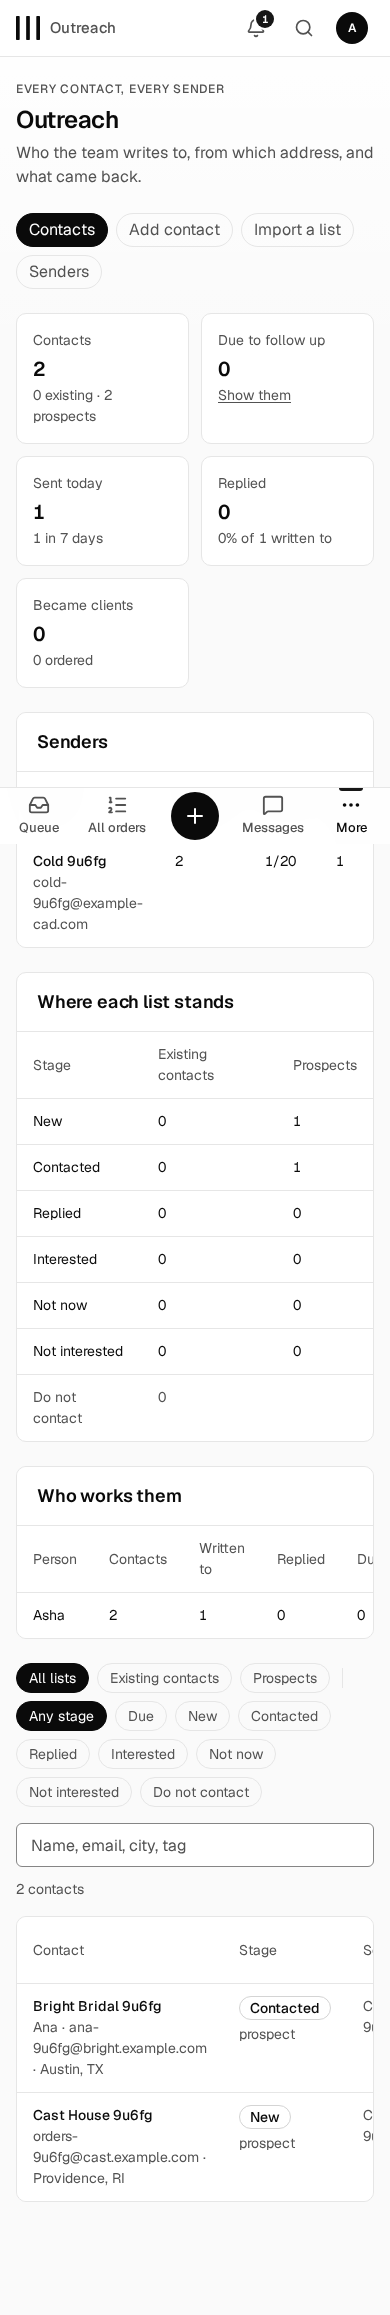 Outreach
1
A
EVERY CONTACT, EVERY SENDER
Outreach
Who the team writes to, from which address, and
what came back.
Contacts
Add contact
Import a list
Senders
Contacts
2
0 existing · 2
prospects
Due to follow up
0
Show them
Sent today
1
1 in 7 days
Replied
0
0% of 1 written to
Became clients
0
0 ordered
Senders
Queue
All orders
Messages
More
Cold 9u6fg 2 1/20 1
cold-
9u6fg@example-
cad.com
Where each list stands
Stage Existing contacts Prospects
New 0 1
Contacted 0 1
Replied 0 0
Interested 0 0
Not now 0 0
Not interested 0 0
Do not contact 0
Who works them
Person Contacts Written to Replied Du
Asha 2 1 0 0
All lists
Existing contacts
Prospects
Any stage
Due
New
Contacted
Replied
Interested
Not now
Not interested
Do not contact
Name, email, city, tag
2 contacts
Contact Stage
Bright Bridal 9u6fg
Ana · ana-
9u6fg@bright.example.com
· Austin, TX
Contacted
prospect
Cast House 9u6fg
orders-
9u6fg@cast.example.com ·
Providence, RI
New
prospect